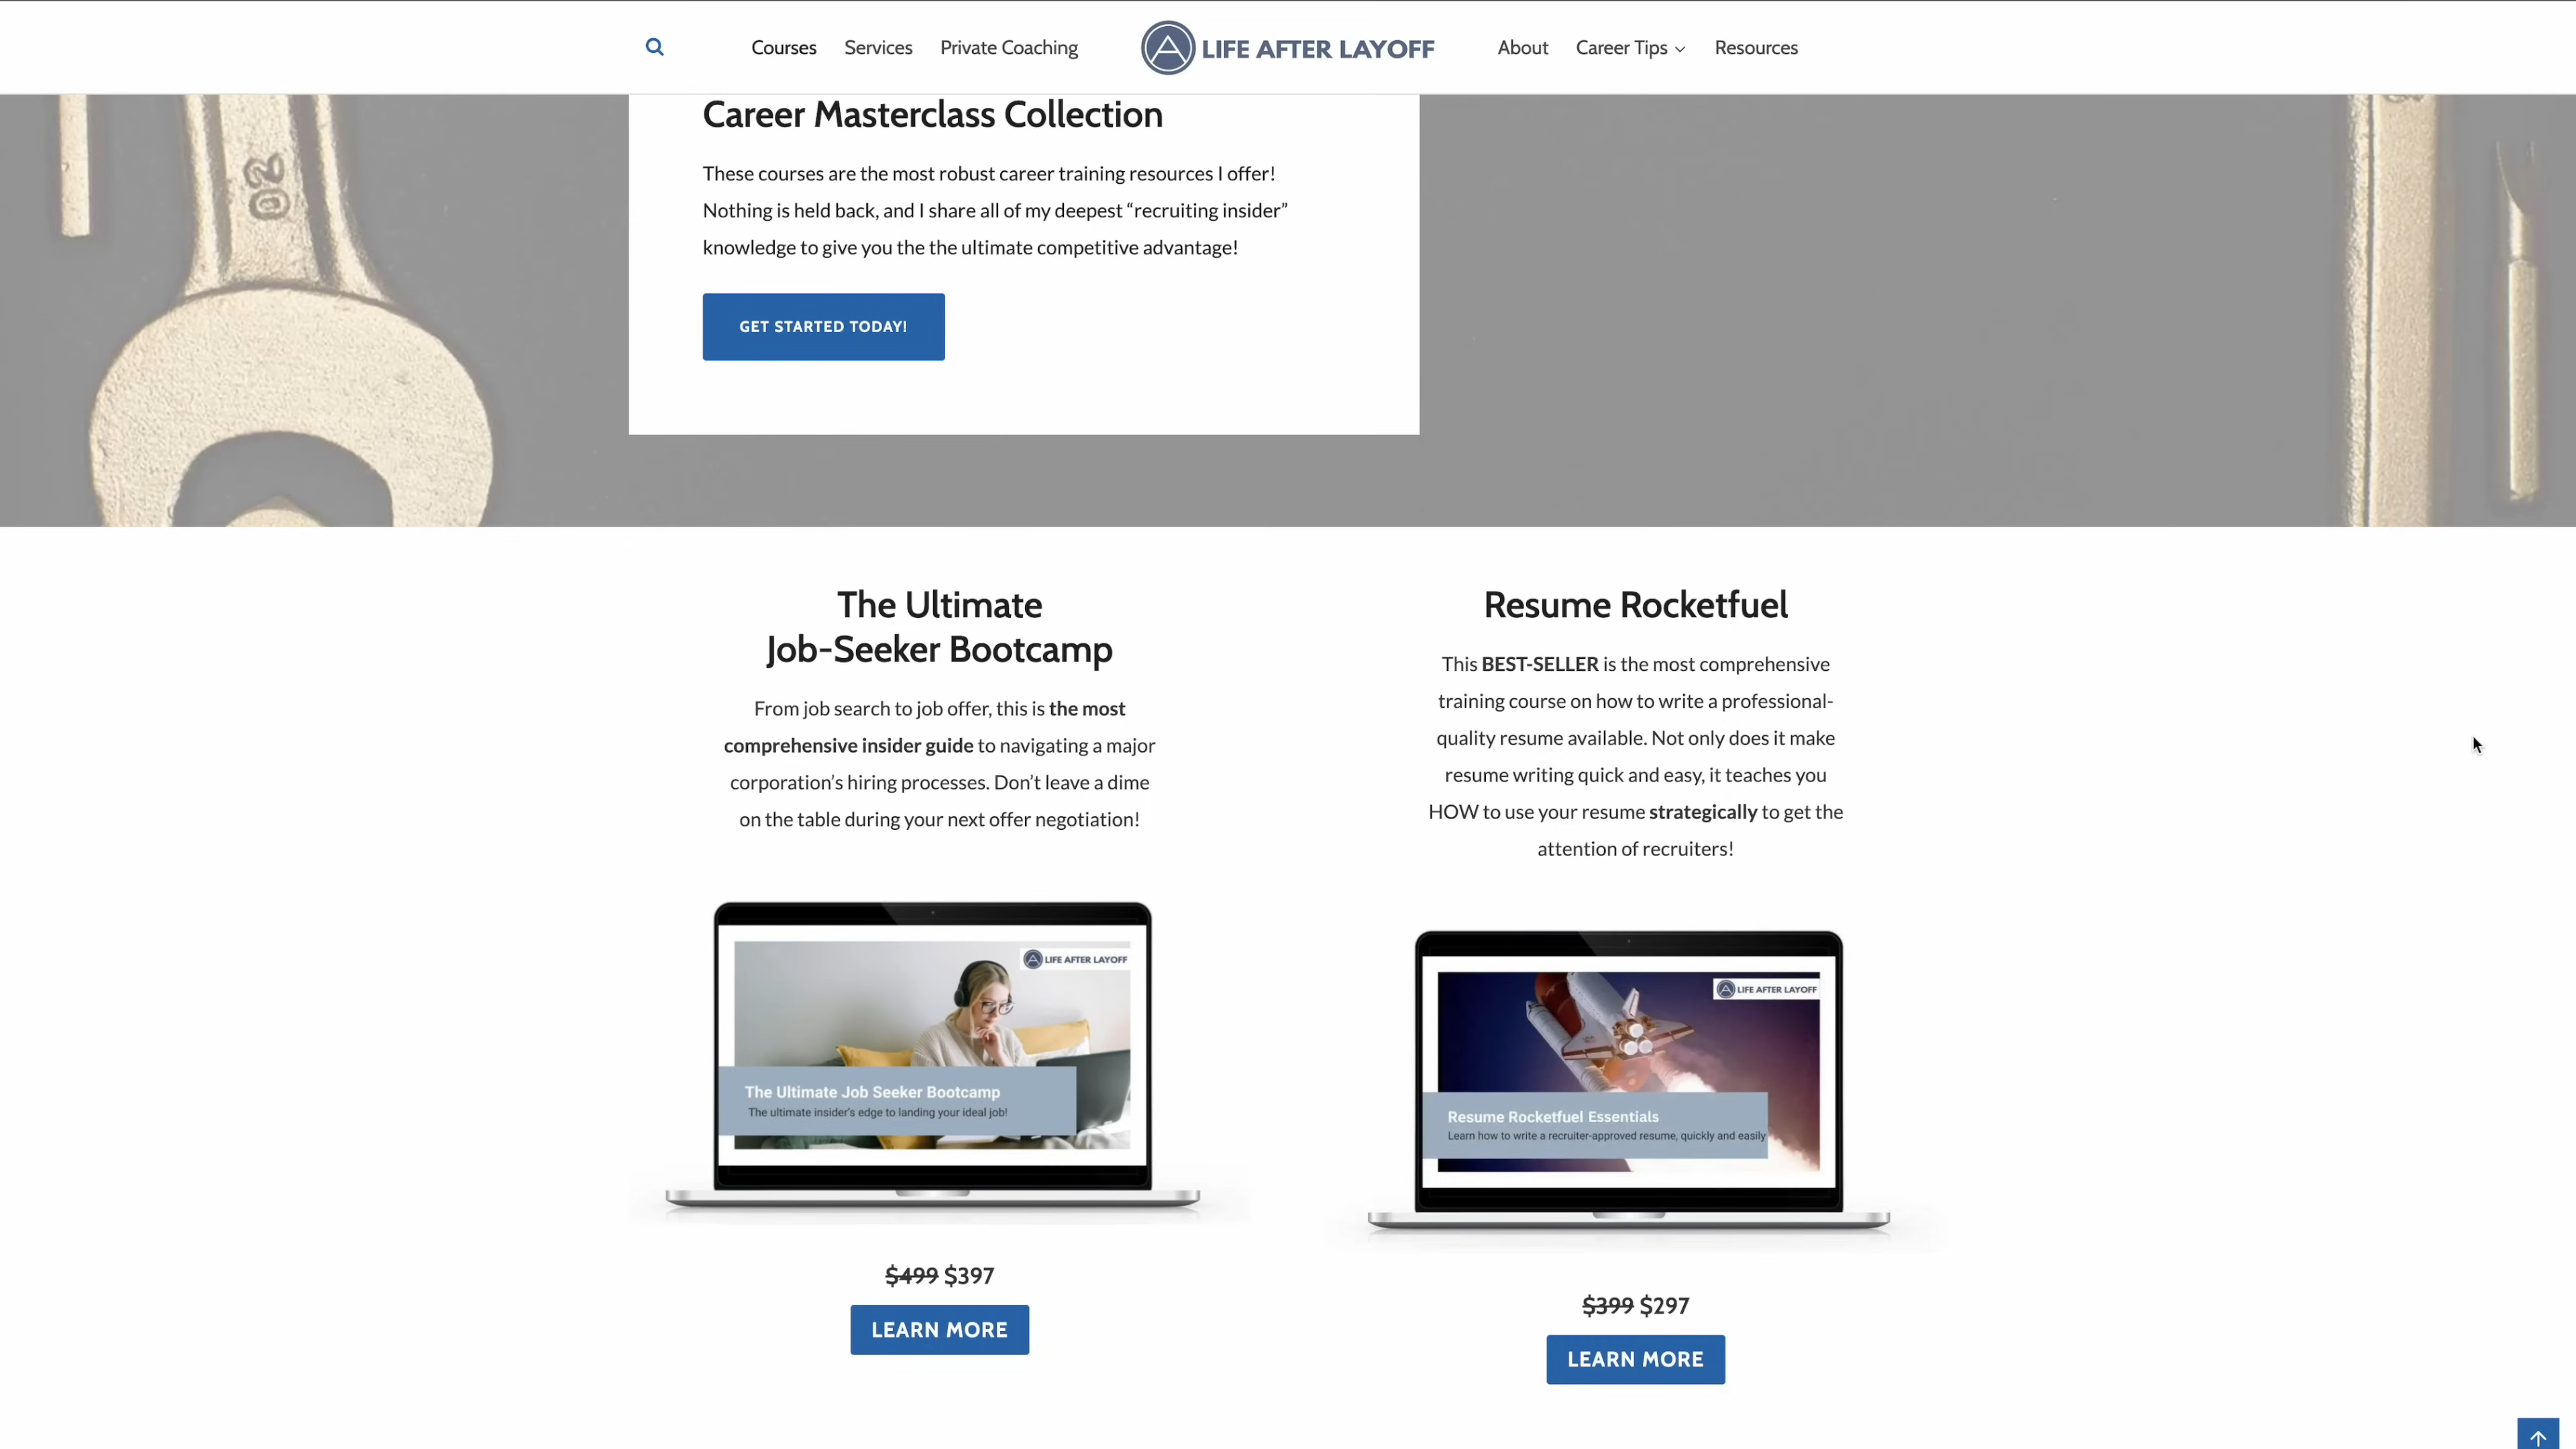 Courses
Services
Private Coaching
LIFE AFTER LAYOFF
About
Career Tips
Resources
02
Career Masterclass Collection
These courses are the most robust career training resources I offer!
Nothing is held back, and I share all of my deepest “recruiting insider”
knowledge to give you the the ultimate competitive advantage!
GET STARTED TODAY!
The Ultimate
Job-Seeker Bootcamp
From job search to job offer, this is the most
comprehensive insider guide to navigating a major
corporation’s hiring processes. Don’t leave a dime
on the table during your next offer negotiation!
LIFE AFTER LAYOFF
The Ultimate Job Seeker Bootcamp
The ultimate insider's edge to landing your ideal job!
$499 $397
LEARN MORE
Resume Rocketfuel
This BEST-SELLER is the most comprehensive
training course on how to write a professional-
quality resume available. Not only does it make
resume writing quick and easy, it teaches you
HOW to use your resume strategically to get the
attention of recruiters!
LIFE AFTER LAYOFF
Resume Rocketfuel Essentials
Learn how to write a recruiter-approved resume, quickly and easily
$399 $297
LEARN MORE